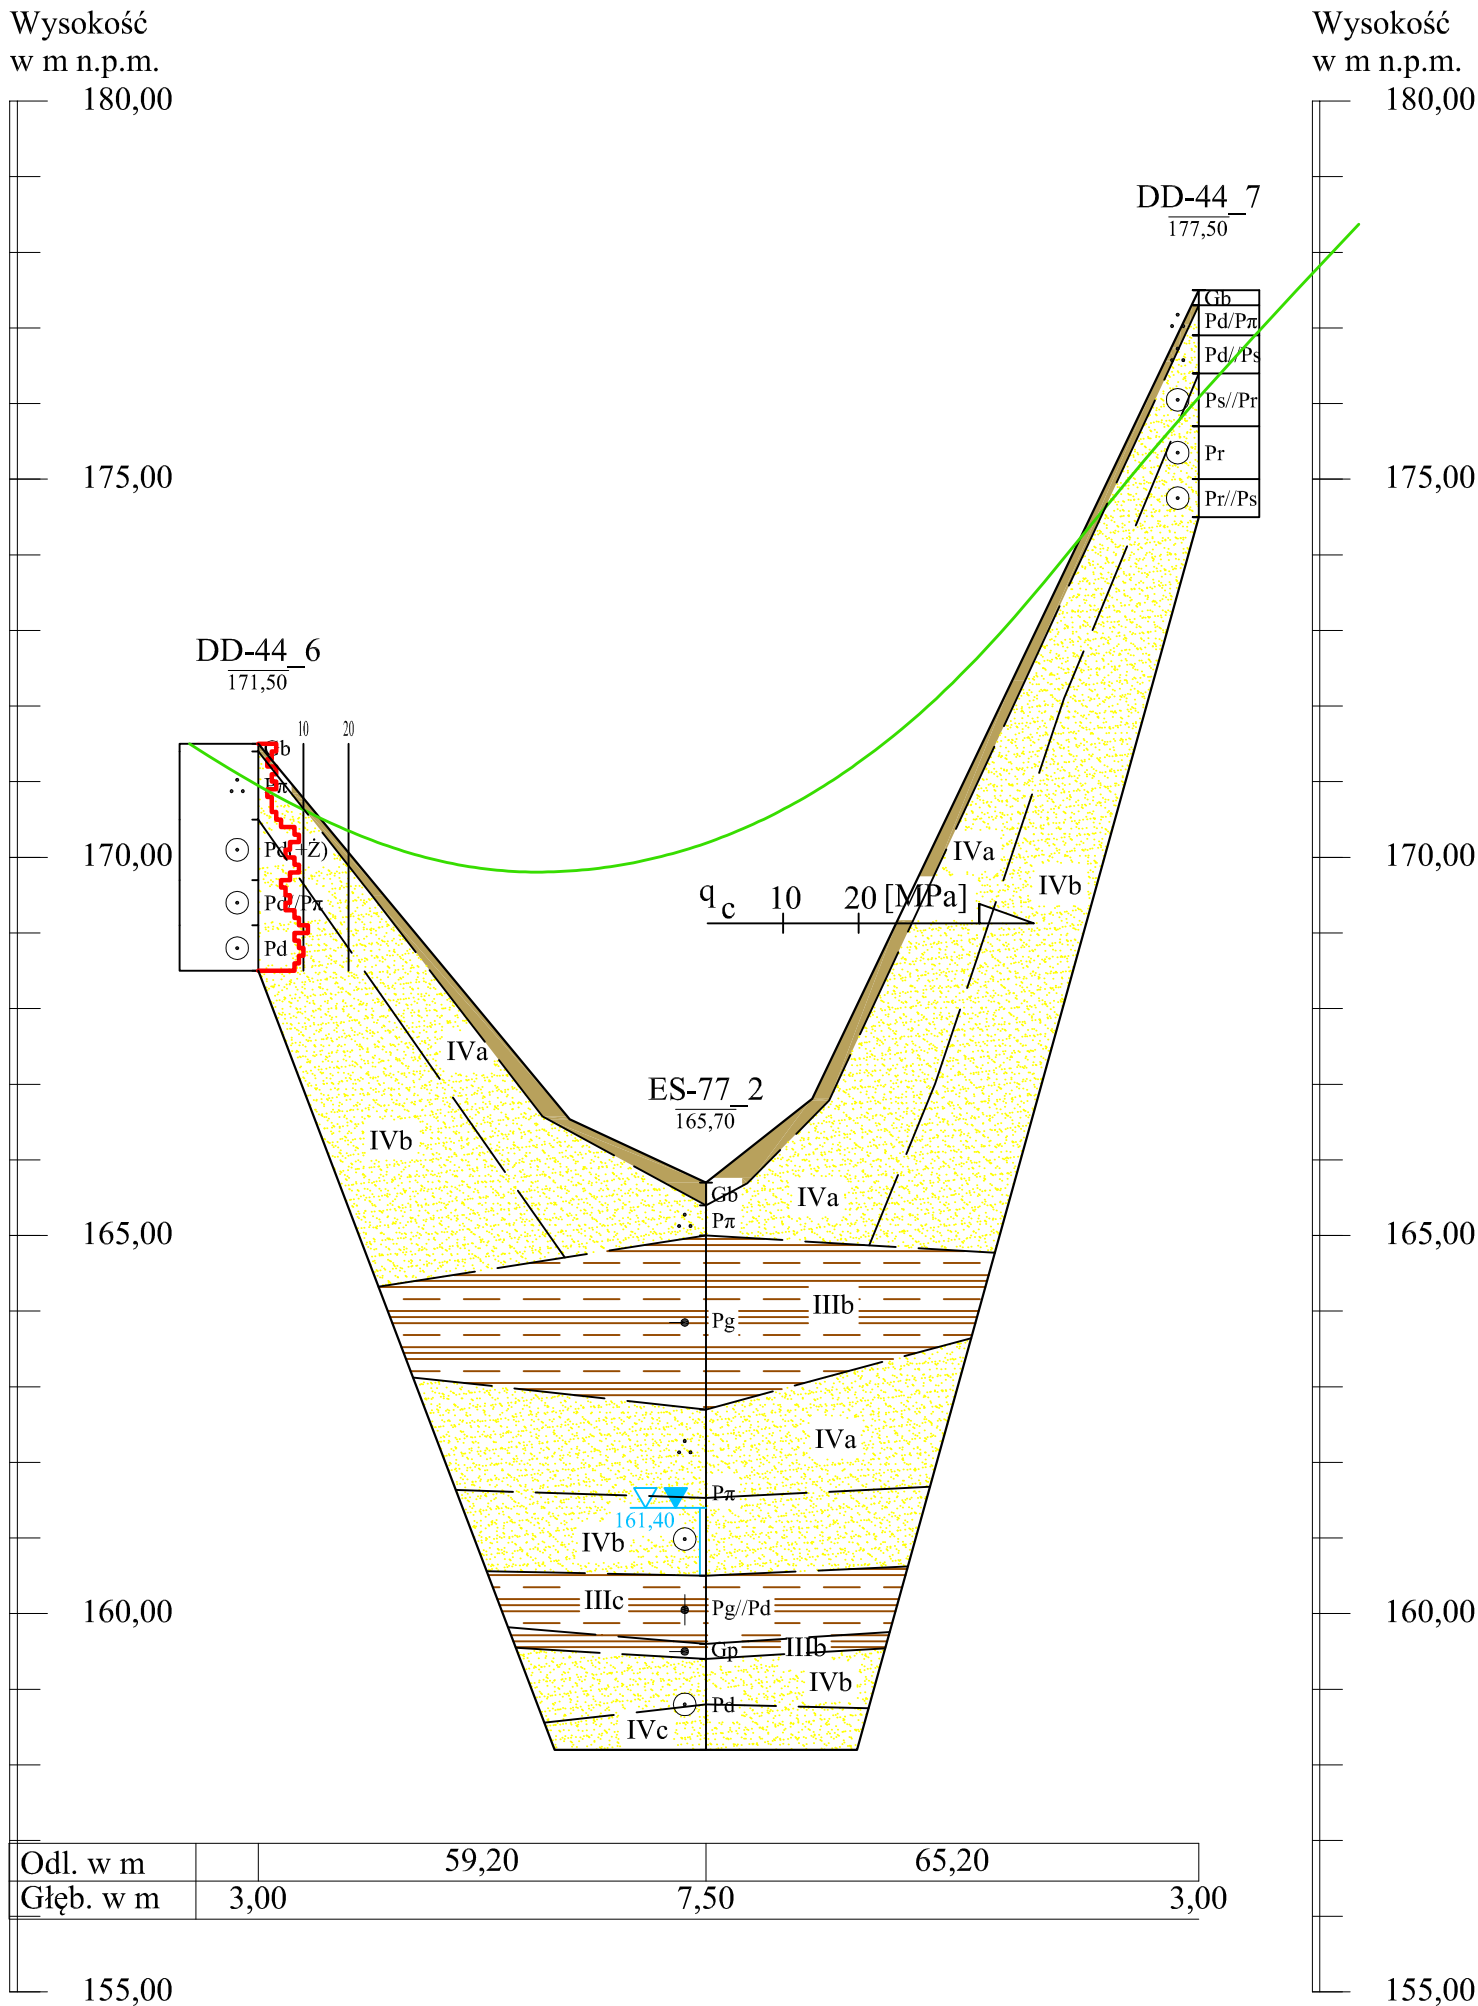 Wysokość
w m n.p.m.
Wysokość
w m n.p.m.
180,00
180,00
DD-44_7
177,50
Gb
Pd/Pπ
Pd//Ps
Ps//Pr
175,00
Pr
175,00
Pr//Ps
DD-44_6
171,50
10
20
Gb
Pπ
170,00
Pd(+Ż)
IVa
170,00
Pd//Pπ
q c 10 20 [MPa]
IVb
Pd
IVa
ES-77_2
165,70
IVb
Gb
IVa
Pπ
165,00
165,00
IIIb
Pg
IVa
Pπ
161,40
IVb
160,00
IIIc
Pg//Pd
160,00
Gp
IIIb
IVb
Pd
IVc
Odl. w m
59,20
65,20
Głęb. w m
3,00
7,50
3,00
155,00
155,00